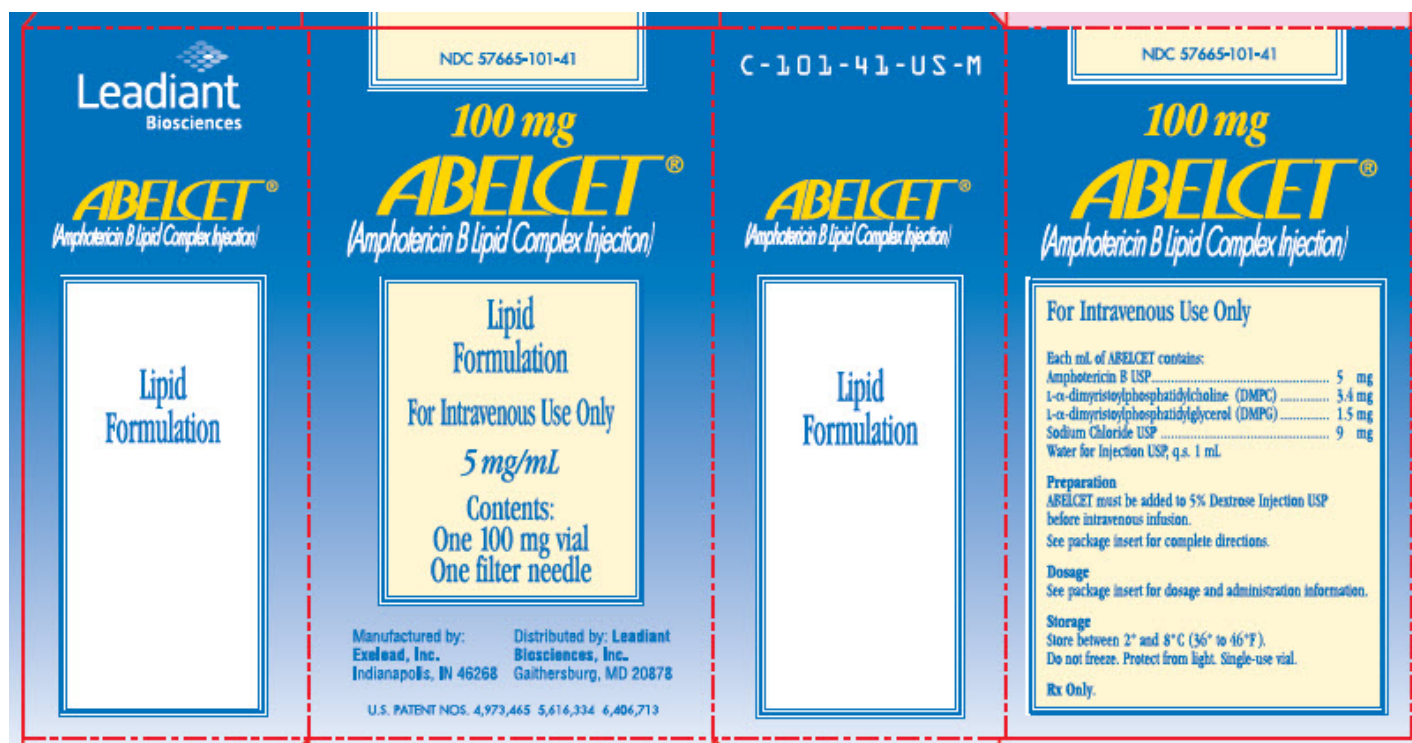 Leadiant
Biosciences
ABELCET®
(Amphotericin B Lipid Complex Injection)
Lipid
Formulation
NDC 57665-101-41
100 mg
ABELCET®
(Amphotericin B Lipid Complex Injection)
Lipid
Formulation
For Intravenous Use Only
5 mg/mL
Contents:
One 100 mg vial
One filter needle
Manufactured by:
Exelead, Inc.
Indianapolis, IN 46268
Distributed by: Leadiant
Biosciences, Inc.
Gaithersburg, MD 20878
U.S. PATENT NOS. 4,973,465 5,616,334 6,406,713
C-101-41-US-M
ABELCET®
(Amphotericin B Lipid Complex Injection)
Lipid
Formulation
NDC 57665-101-41
100 mg
ABELCET®
(Amphotericin B Lipid Complex Injection)
For Intravenous Use Only
Each mL of ABELCET contains:
Amphotericin B USP 5 mg
L-α-dimyristoylphosphatidylcholine (DMPC) 3.4 mg
L-α-dimyristoylphosphatidylglycerol (DMPG) 1.5 mg
Sodium Chloride USP 9 mg
Water for Injection USP, q.s. 1 mL
Preparation
ABELCET must be added to 5% Dextrose Injection USP
before intravenous infusion.
See package insert for complete directions.
Dosage
See package insert for dosage and administration information.
Storage
Store between 2° and 8°C (36° to 46°F).
Do not freeze. Protect from light. Single-use vial.
Rx Only.